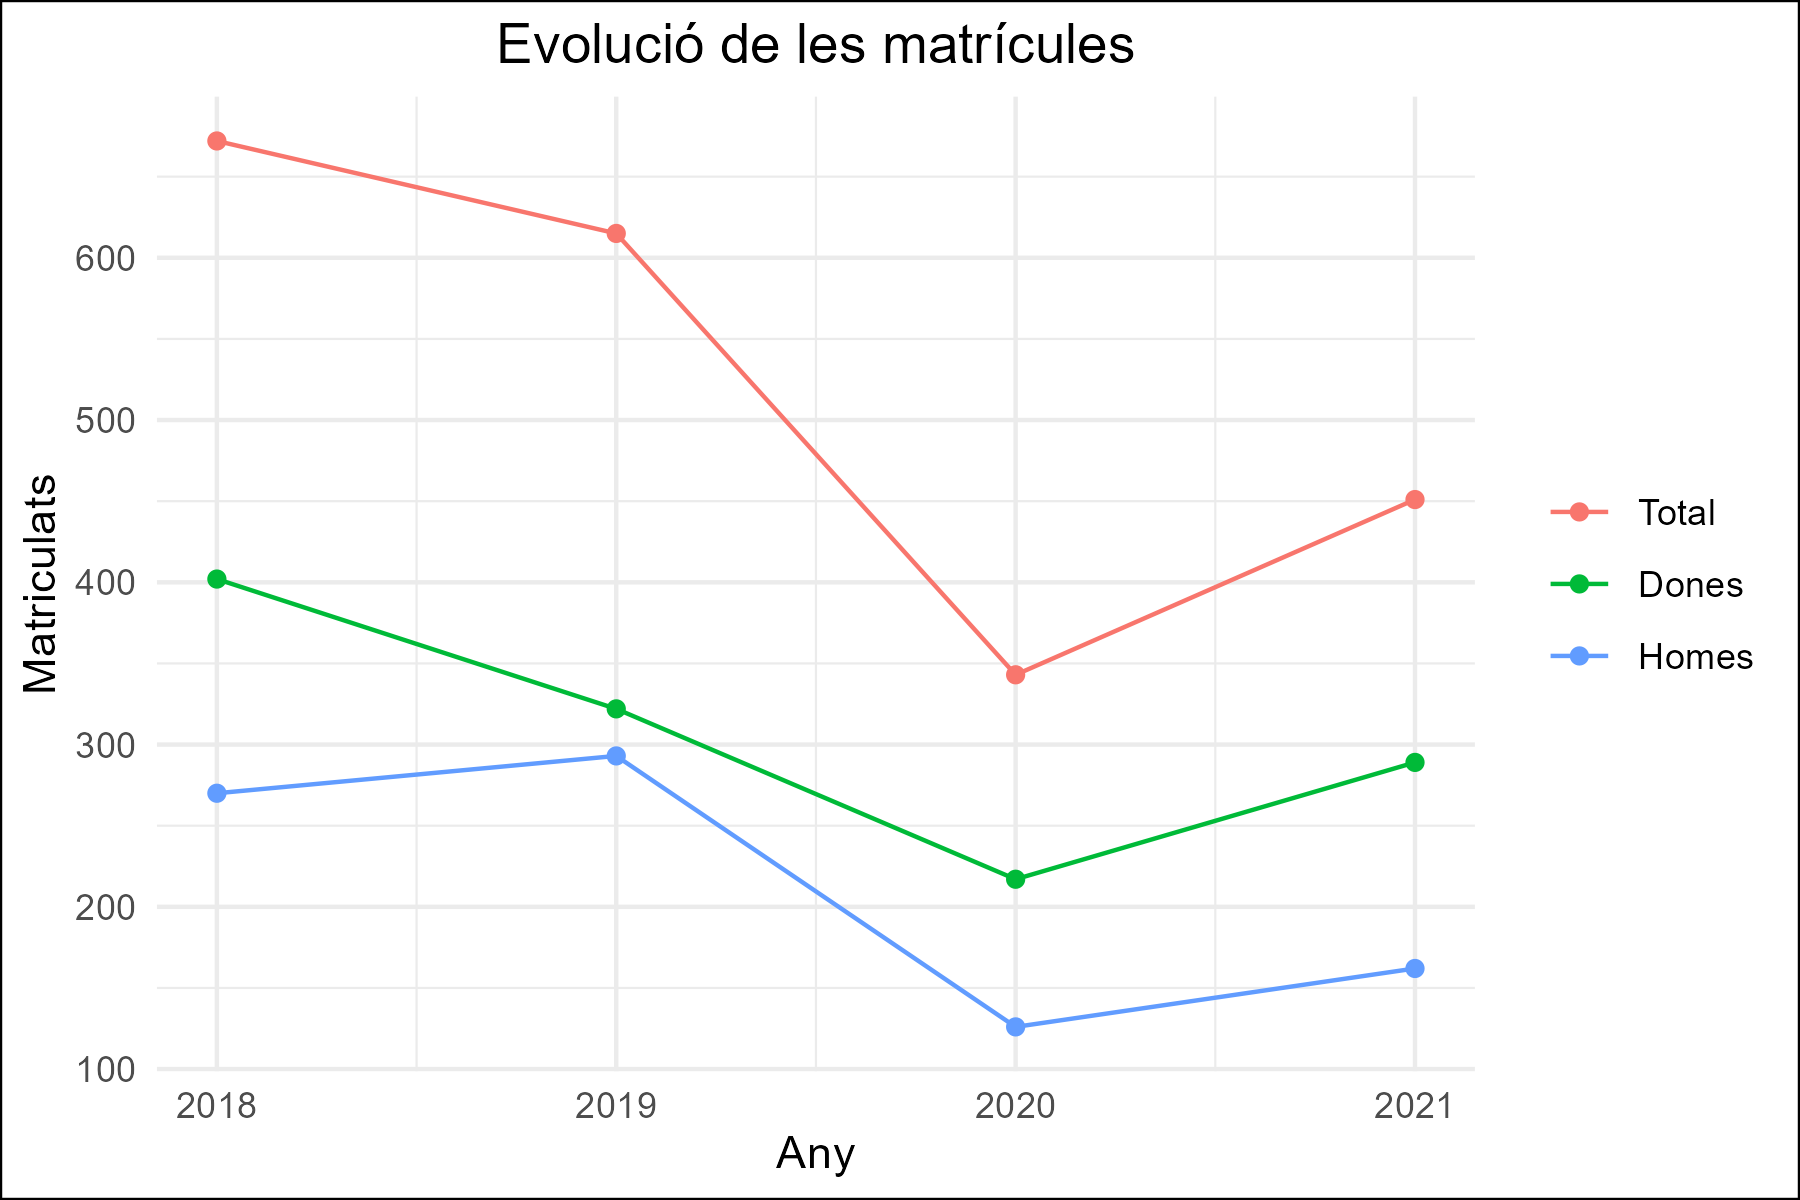 Evolució de les matrícules
Matriculats
600
500
400
300
200
100
2018
2019
2020
2021
Any
Total
Dones
Homes